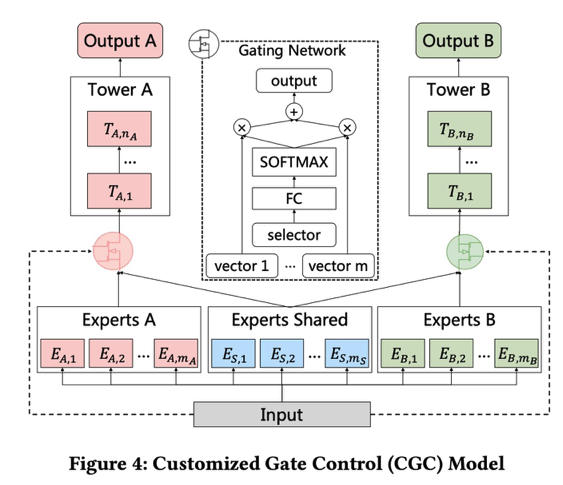 Output A
Gating Network
Output B
Tower A
output
Tower B
T_{A,n_A}
T_{B,n_B}
...
...
SOFTMAX
T_{A,1}
FC
T_{B,1}
selector
vector 1 ... vector m
Experts A
Experts Shared
Experts B
E_{A,1} E_{A,2} ... E_{A,m_A}
E_{S,1} E_{S,2} ... E_{S,m_S}
E_{B,1} E_{B,2} ... E_{B,m_B}
Input
Figure 4: Customized Gate Control (CGC) Model